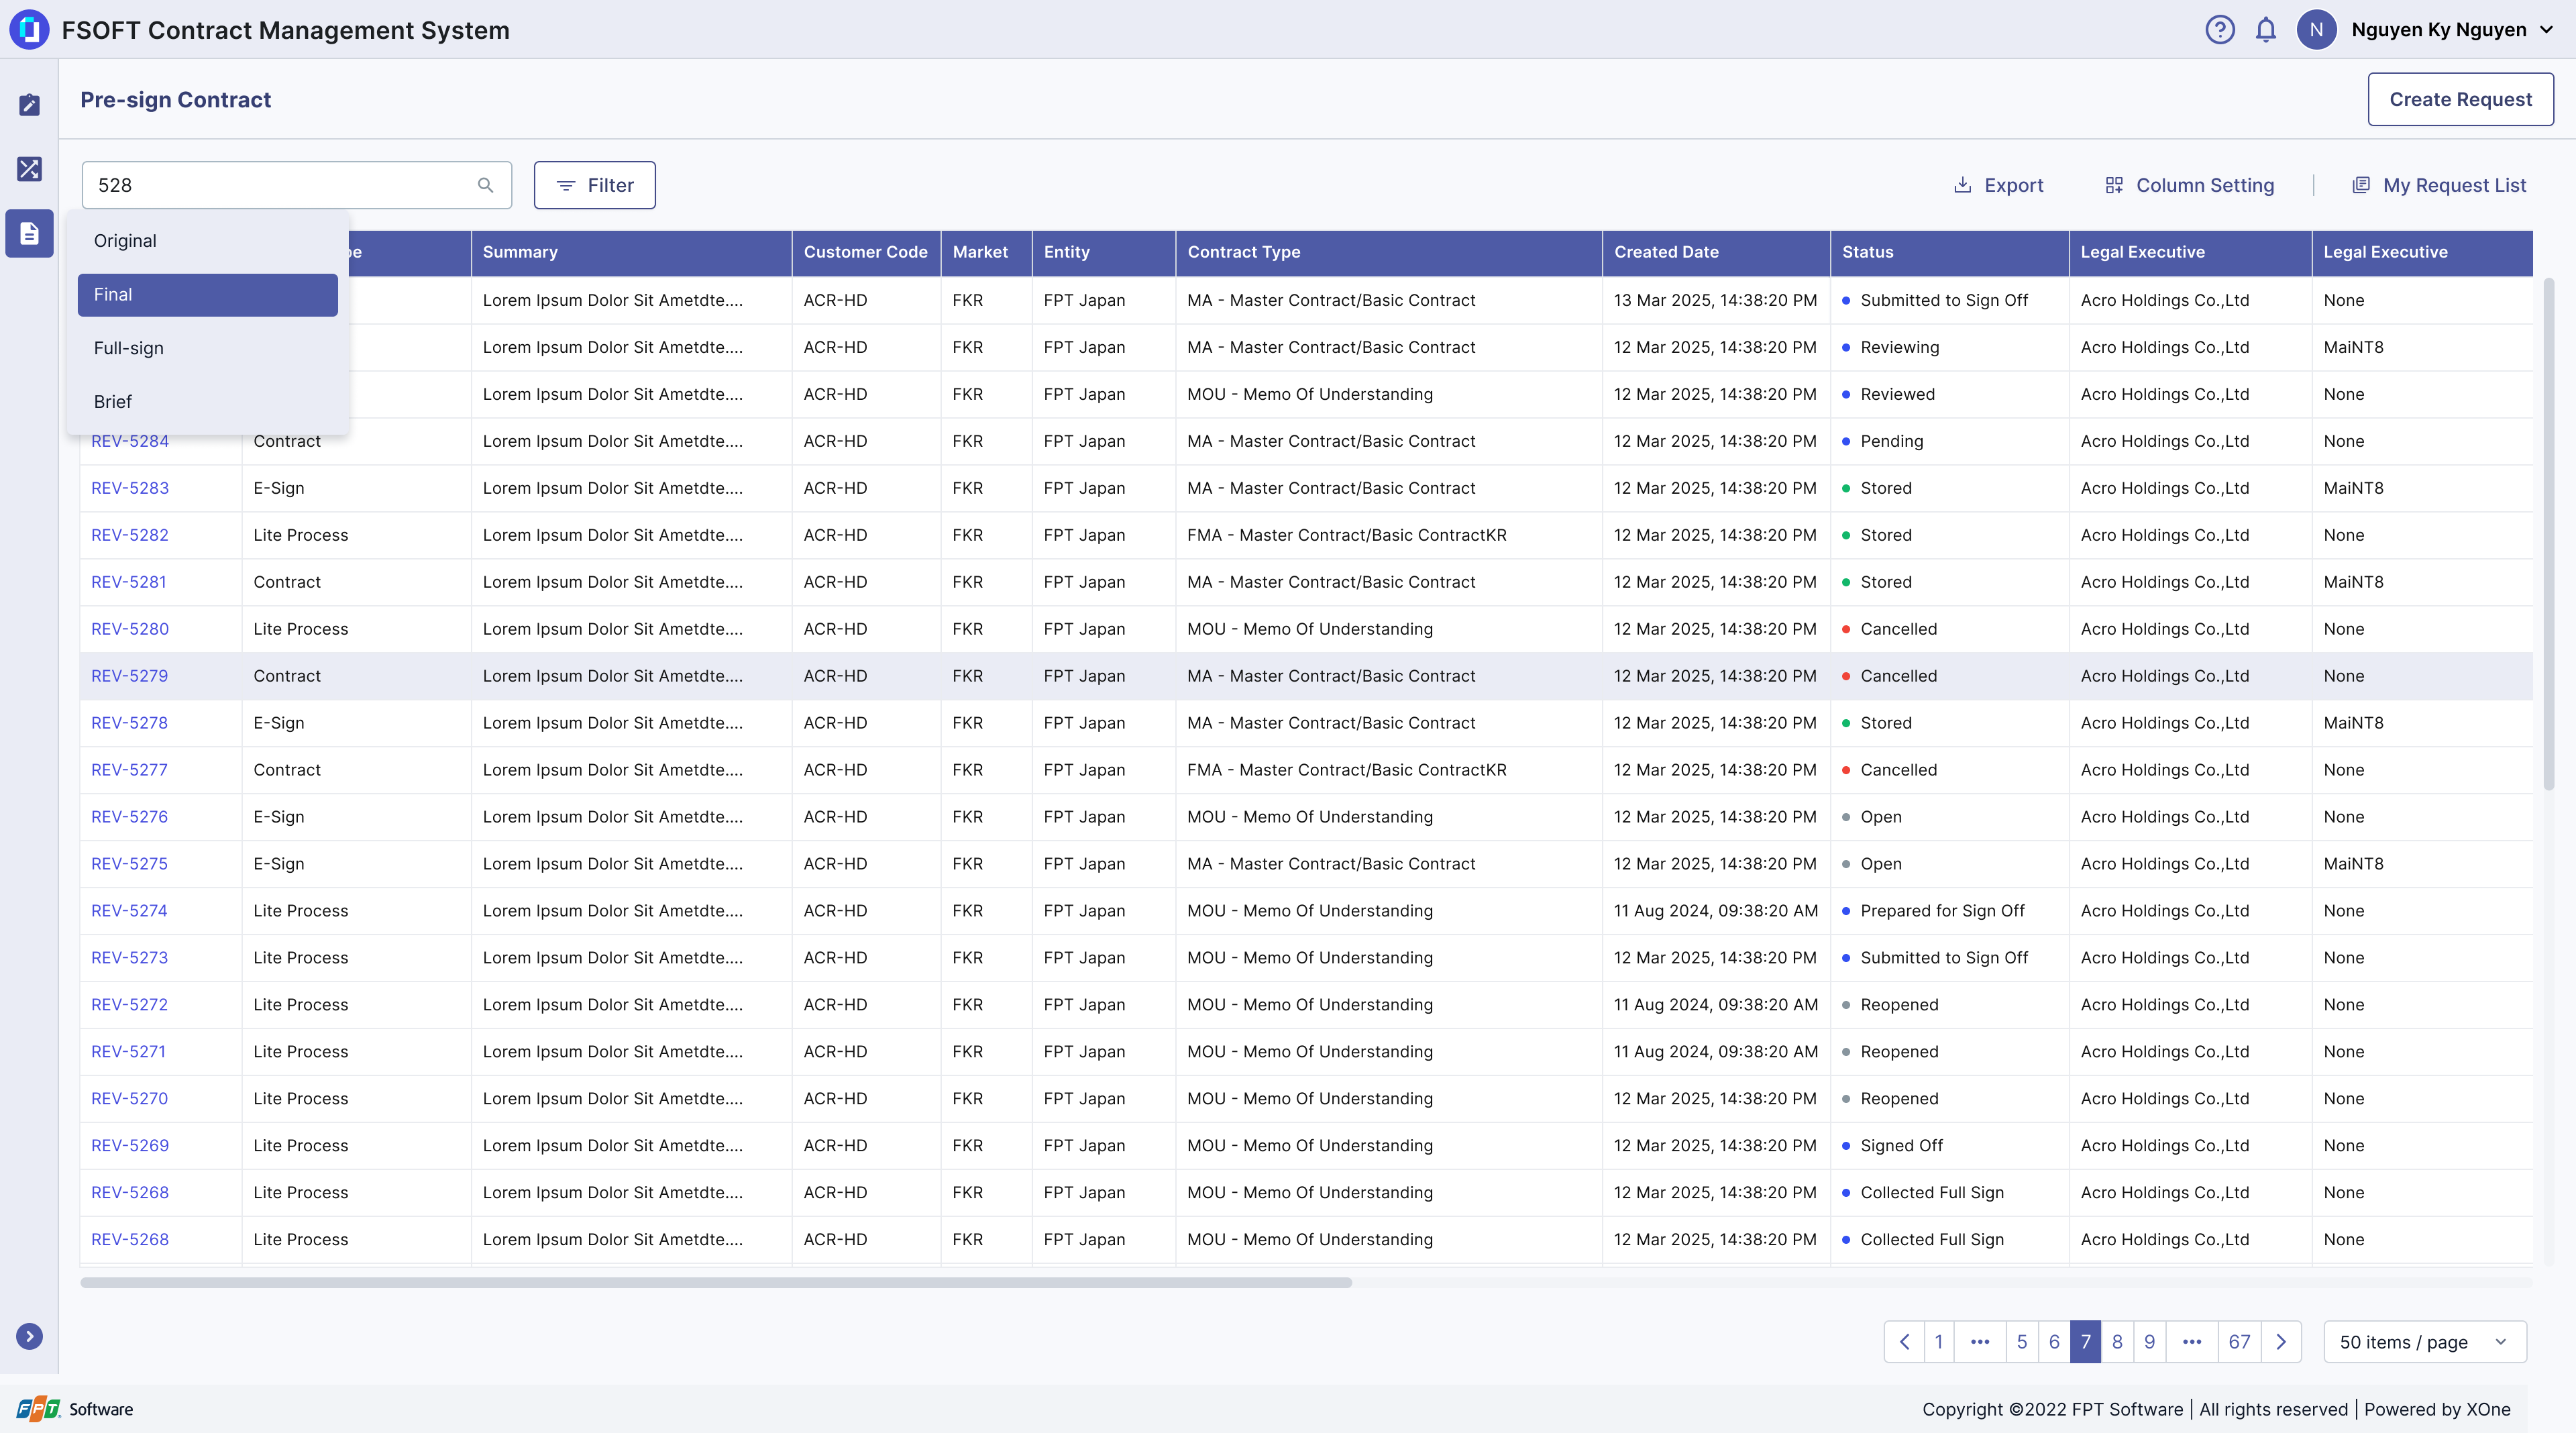 FSOFT Contract Management System
N Nguyen Ky Nguyen
Pre-sign Contract
Create Request
528
Filter
Export
Column Setting
My Request List
Original
Final
Full-sign
Brief
Summary Customer Code Market Entity Contract Type Created Date Status Legal Executive Legal Executive
Lorem Ipsum Dolor Sit Ametdte.... ACR-HD FKR FPT Japan MA - Master Contract/Basic Contract 13 Mar 2025, 14:38:20 PM Submitted to Sign Off Acro Holdings Co.,Ltd None
Lorem Ipsum Dolor Sit Ametdte.... ACR-HD FKR FPT Japan MA - Master Contract/Basic Contract 12 Mar 2025, 14:38:20 PM Reviewing Acro Holdings Co.,Ltd MaiNT8
Lorem Ipsum Dolor Sit Ametdte.... ACR-HD FKR FPT Japan MOU - Memo Of Understanding 12 Mar 2025, 14:38:20 PM Reviewed Acro Holdings Co.,Ltd None
REV-5284 Contract Lorem Ipsum Dolor Sit Ametdte.... ACR-HD FKR FPT Japan MA - Master Contract/Basic Contract 12 Mar 2025, 14:38:20 PM Pending Acro Holdings Co.,Ltd None
REV-5283 E-Sign Lorem Ipsum Dolor Sit Ametdte.... ACR-HD FKR FPT Japan MA - Master Contract/Basic Contract 12 Mar 2025, 14:38:20 PM Stored Acro Holdings Co.,Ltd MaiNT8
REV-5282 Lite Process Lorem Ipsum Dolor Sit Ametdte.... ACR-HD FKR FPT Japan FMA - Master Contract/Basic ContractKR 12 Mar 2025, 14:38:20 PM Stored Acro Holdings Co.,Ltd None
REV-5281 Contract Lorem Ipsum Dolor Sit Ametdte.... ACR-HD FKR FPT Japan MA - Master Contract/Basic Contract 12 Mar 2025, 14:38:20 PM Stored Acro Holdings Co.,Ltd MaiNT8
REV-5280 Lite Process Lorem Ipsum Dolor Sit Ametdte.... ACR-HD FKR FPT Japan MOU - Memo Of Understanding 12 Mar 2025, 14:38:20 PM Cancelled Acro Holdings Co.,Ltd None
REV-5279 Contract Lorem Ipsum Dolor Sit Ametdte.... ACR-HD FKR FPT Japan MA - Master Contract/Basic Contract 12 Mar 2025, 14:38:20 PM Cancelled Acro Holdings Co.,Ltd None
REV-5278 E-Sign Lorem Ipsum Dolor Sit Ametdte.... ACR-HD FKR FPT Japan MA - Master Contract/Basic Contract 12 Mar 2025, 14:38:20 PM Stored Acro Holdings Co.,Ltd MaiNT8
REV-5277 Contract Lorem Ipsum Dolor Sit Ametdte.... ACR-HD FKR FPT Japan FMA - Master Contract/Basic ContractKR 12 Mar 2025, 14:38:20 PM Cancelled Acro Holdings Co.,Ltd None
REV-5276 E-Sign Lorem Ipsum Dolor Sit Ametdte.... ACR-HD FKR FPT Japan MOU - Memo Of Understanding 12 Mar 2025, 14:38:20 PM Open Acro Holdings Co.,Ltd None
REV-5275 E-Sign Lorem Ipsum Dolor Sit Ametdte.... ACR-HD FKR FPT Japan MA - Master Contract/Basic Contract 12 Mar 2025, 14:38:20 PM Open Acro Holdings Co.,Ltd MaiNT8
REV-5274 Lite Process Lorem Ipsum Dolor Sit Ametdte.... ACR-HD FKR FPT Japan MOU - Memo Of Understanding 11 Aug 2024, 09:38:20 AM Prepared for Sign Off Acro Holdings Co.,Ltd None
REV-5273 Lite Process Lorem Ipsum Dolor Sit Ametdte.... ACR-HD FKR FPT Japan MOU - Memo Of Understanding 12 Mar 2025, 14:38:20 PM Submitted to Sign Off Acro Holdings Co.,Ltd None
REV-5272 Lite Process Lorem Ipsum Dolor Sit Ametdte.... ACR-HD FKR FPT Japan MOU - Memo Of Understanding 11 Aug 2024, 09:38:20 AM Reopened Acro Holdings Co.,Ltd None
REV-5271 Lite Process Lorem Ipsum Dolor Sit Ametdte.... ACR-HD FKR FPT Japan MOU - Memo Of Understanding 11 Aug 2024, 09:38:20 AM Reopened Acro Holdings Co.,Ltd None
REV-5270 Lite Process Lorem Ipsum Dolor Sit Ametdte.... ACR-HD FKR FPT Japan MOU - Memo Of Understanding 12 Mar 2025, 14:38:20 PM Reopened Acro Holdings Co.,Ltd None
REV-5269 Lite Process Lorem Ipsum Dolor Sit Ametdte.... ACR-HD FKR FPT Japan MOU - Memo Of Understanding 12 Mar 2025, 14:38:20 PM Signed Off Acro Holdings Co.,Ltd None
REV-5268 Lite Process Lorem Ipsum Dolor Sit Ametdte.... ACR-HD FKR FPT Japan MOU - Memo Of Understanding 12 Mar 2025, 14:38:20 PM Collected Full Sign Acro Holdings Co.,Ltd None
REV-5268 Lite Process Lorem Ipsum Dolor Sit Ametdte.... ACR-HD FKR FPT Japan MOU - Memo Of Understanding 12 Mar 2025, 14:38:20 PM Collected Full Sign Acro Holdings Co.,Ltd None
1 ••• 5 6 7 8 9 ••• 67
50 items / page
FPT Software
Copyright ©2022 FPT Software | All rights reserved | Powered by XOne